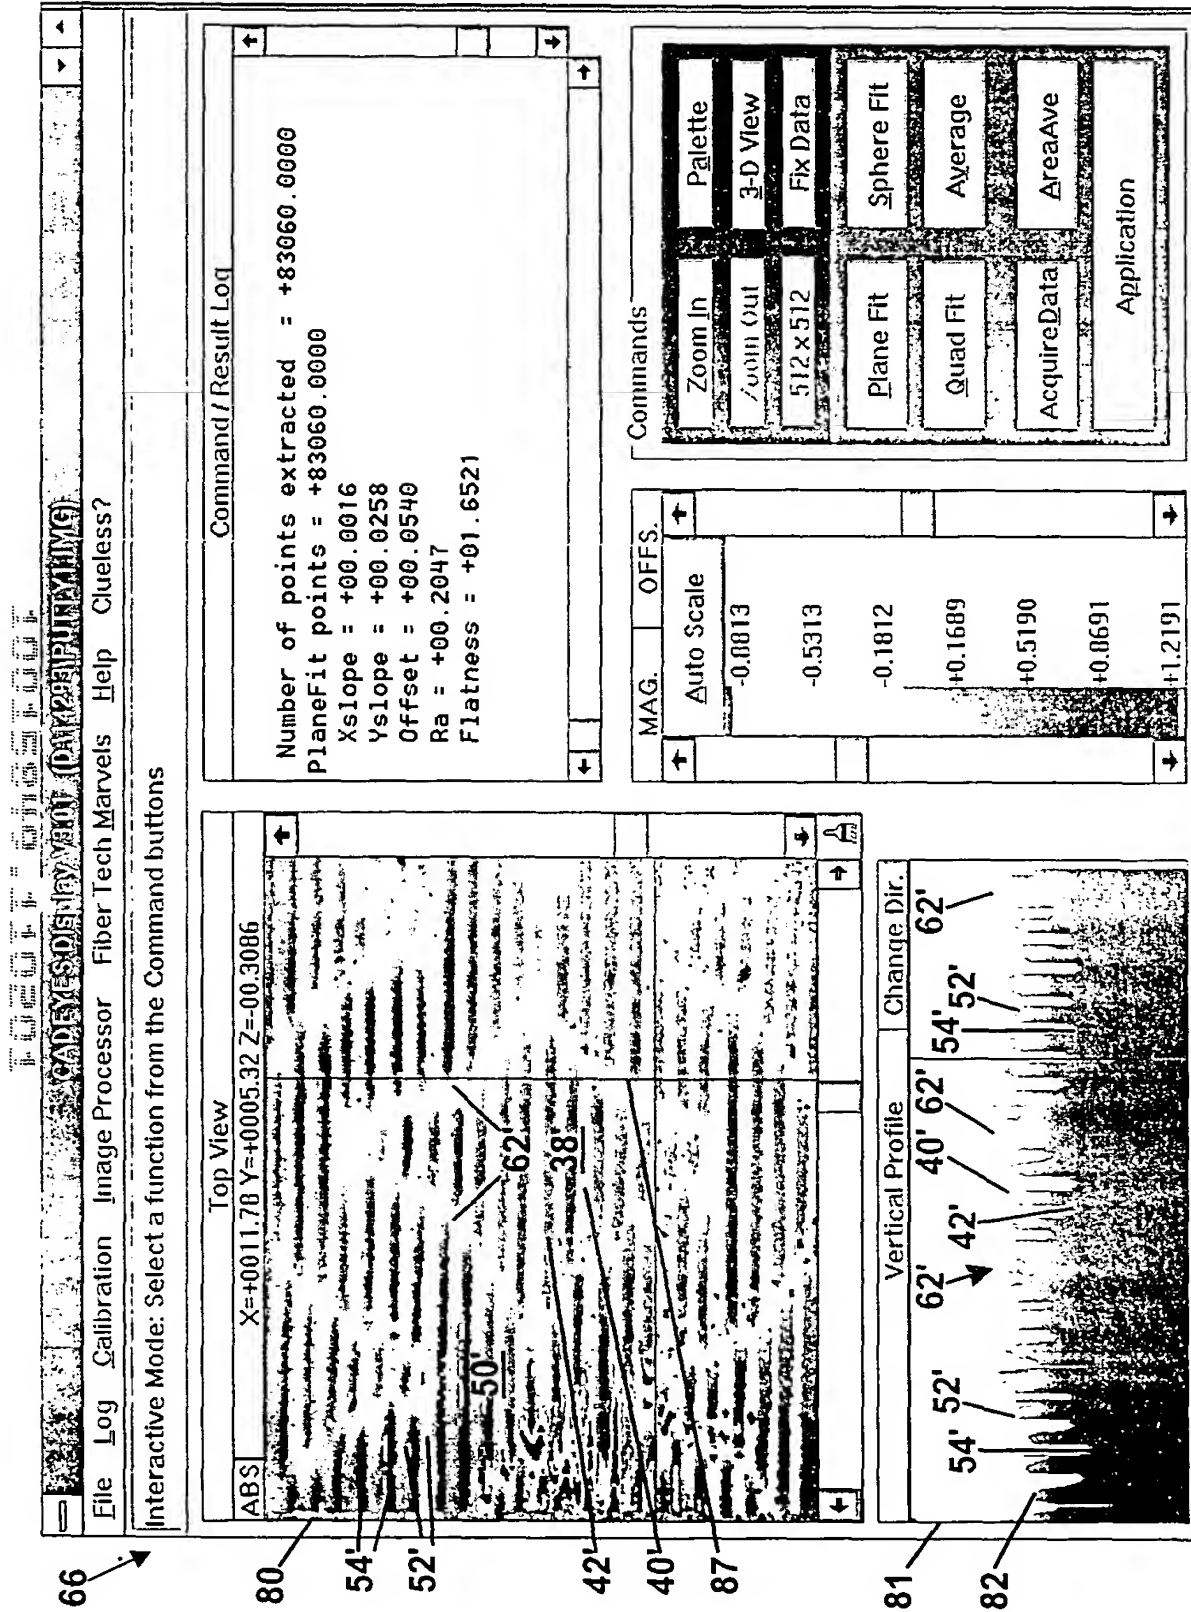 66
CADEYES Display V3.01 (DAY293\PUTTY.IMG)
File Log Calibration Image Processor Fiber Tech Marvels Help Clueless?
Interactive Mode: Select a function from the Command buttons
Top View
ABS X=+0011.78 Y=+0005.32 Z=-00.3086
80
54'
52'
42'
40'
87
50'
62'
38'
Command / Result Log
Number of points extracted = +83060.0000
PlaneFit points = +83060.0000
Xslope = +00.0016
Yslope = +00.0258
Offset = +00.0540
Ra = +00.2047
Flatness = +01.6521
Vertical Profile Change Dir.
81
82
54'
52'
62'
42'
40'
62'
54'
52'
62'
MAG. OFFS.
Auto Scale
-0.8813
-0.5313
-0.1812
+0.1689
+0.5190
+0.8691
+1.2191
Commands
Zoom In Palette
Zoom Out 3-D View
512x512 Fix Data
Plane Fit Sphere Fit
Quad Fit Average
AcquireData AreaAve
Application